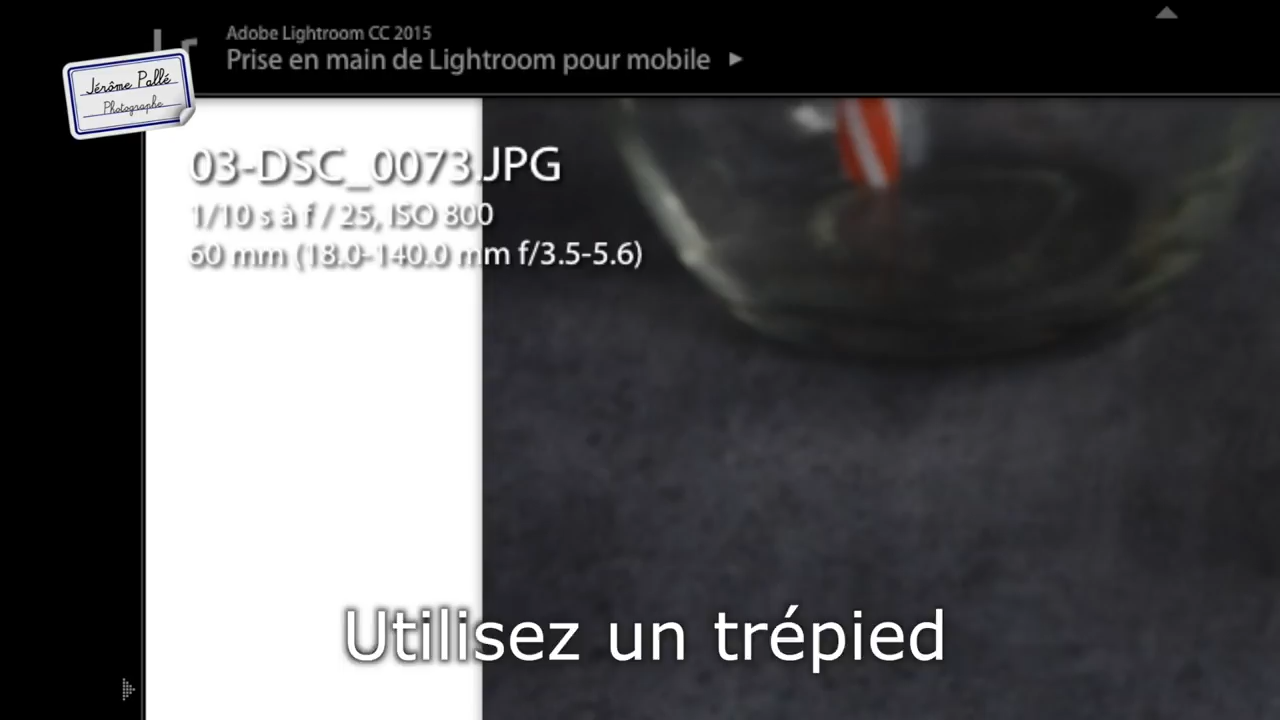 Adobe Lightroom CC 2015
Prise en main de Lightroom pour mobile
Jérôme Pallé
Photographe
03-DSC_0073.JPG
1/10 s à f / 25, ISO 800
60 mm (18.0-140.0 mm f/3.5-5.6)
Utilisez un trépied